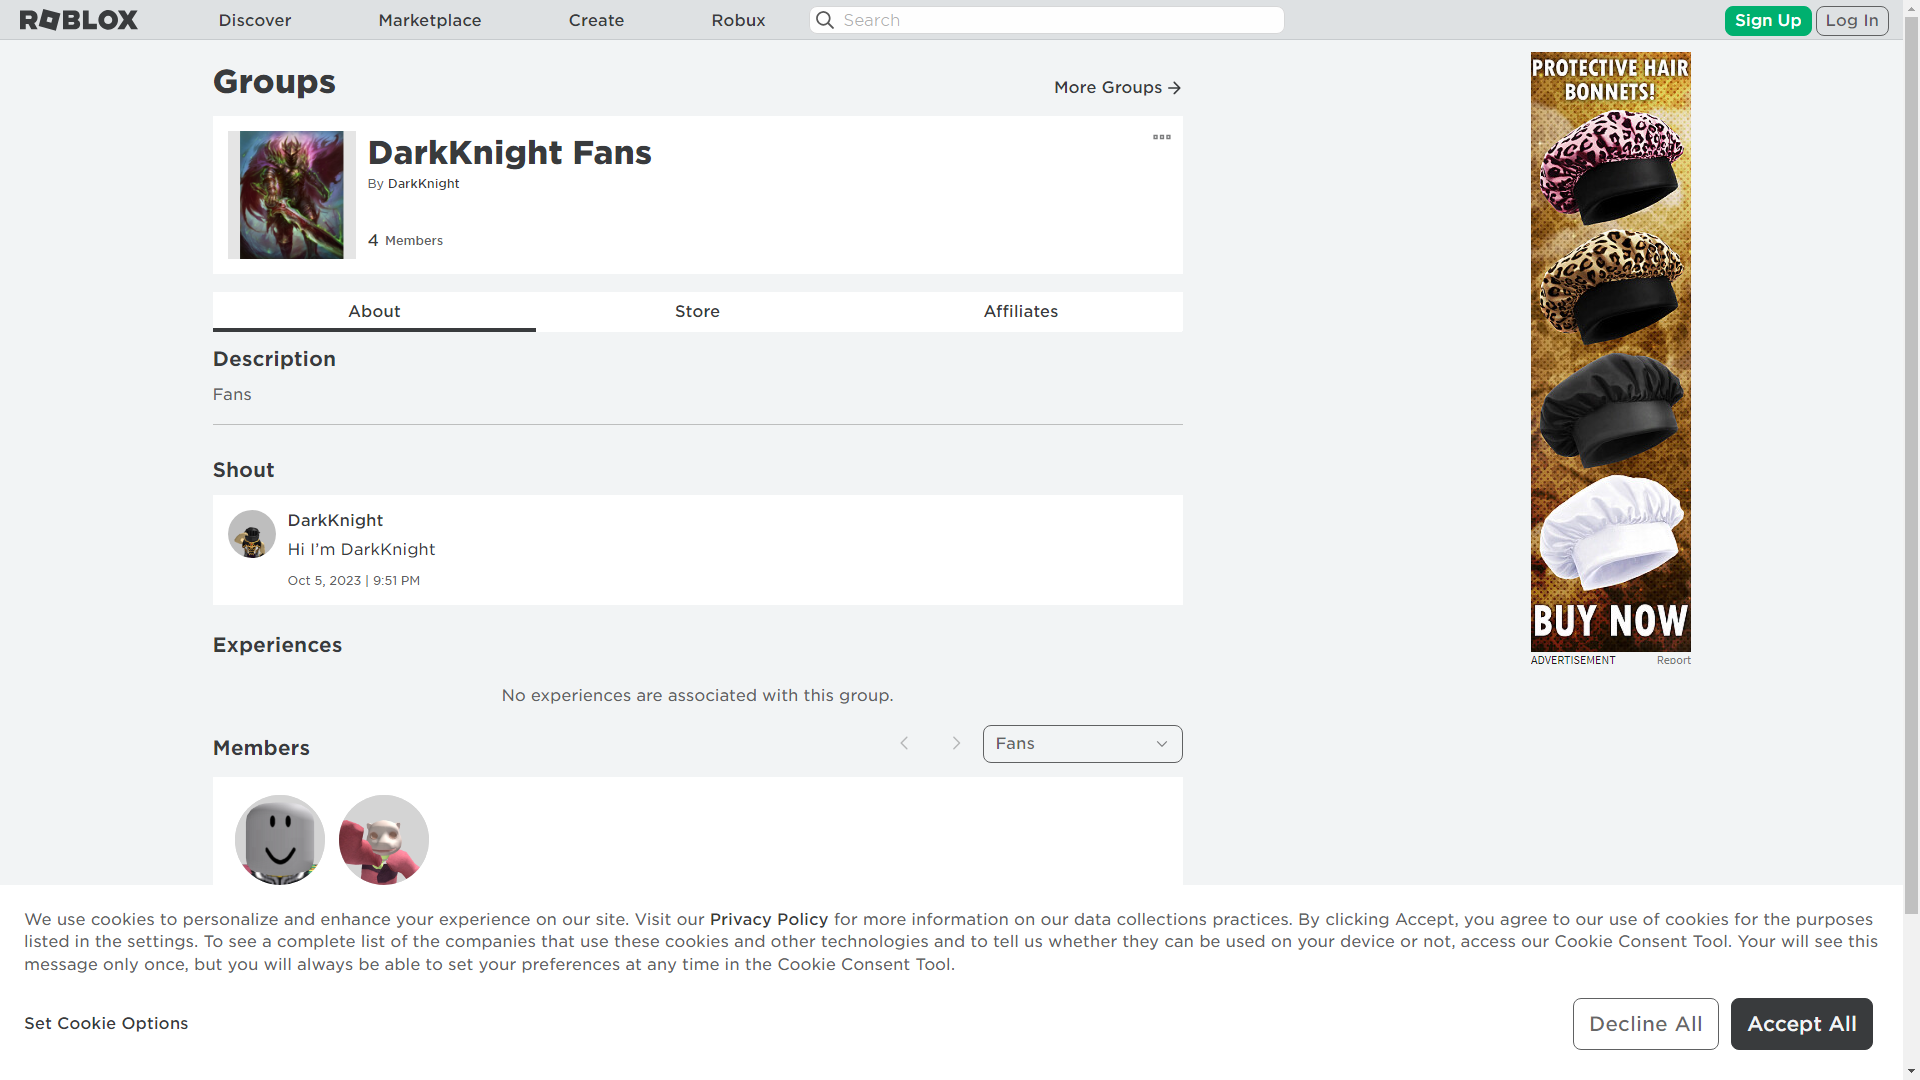 ROBLOX
Discover
Marketplace
Create
Robux
Search
Sign Up
Log In
Groups
More Groups
DarkKnight Fans
By DarkKnight
4 Members
About
Store
Affiliates
Description
Fans
Shout
DarkKnight
Hi I'm DarkKnight
Oct 5, 2023 | 9:51 PM
Experiences
No experiences are associated with this group.
Members
Fans
PROTECTIVE HAIR
BONNETS!
BUY NOW
ADVERTISEMENT
Report
We use cookies to personalize and enhance your experience on our site. Visit our Privacy Policy for more information on our data collections practices. By clicking Accept, you agree to our use of cookies for the purposes
listed in the settings. To see a complete list of the companies that use these cookies and other technologies and to tell us whether they can be used on your device or not, access our Cookie Consent Tool. Your will see this
message only once, but you will always be able to set your preferences at any time in the Cookie Consent Tool.
Set Cookie Options
Decline All
Accept All